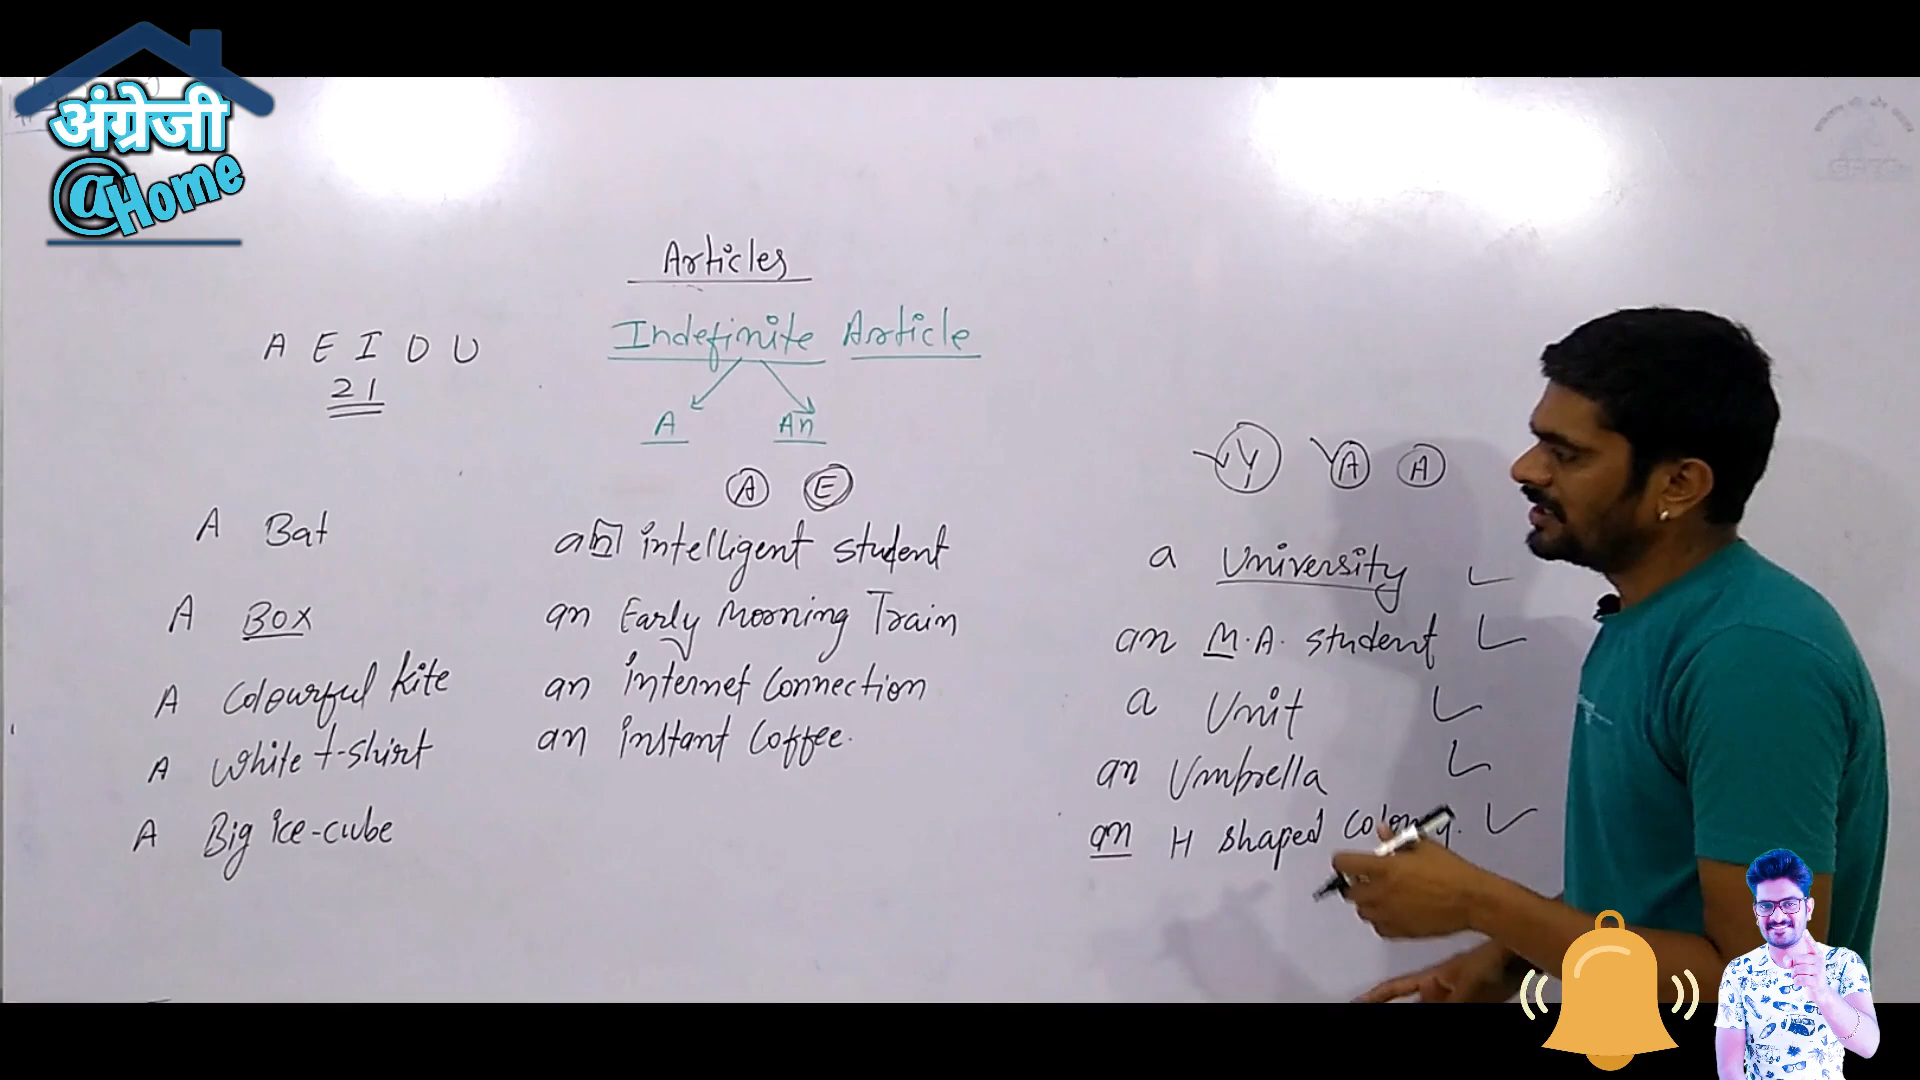 अंग्रेजी
@Home
Articles
Indefinite Article
A An
A E I O U
21
A E
A Bat
A Box
A Colourful kite
A White t-shirt
A Big ice-cube
an intelligent student
an Early Morning Train
an internet Connection
an instant Coffee.
Y A A
a University
an M.A. student
a Unit
an Umbrella
an H shaped Colony.